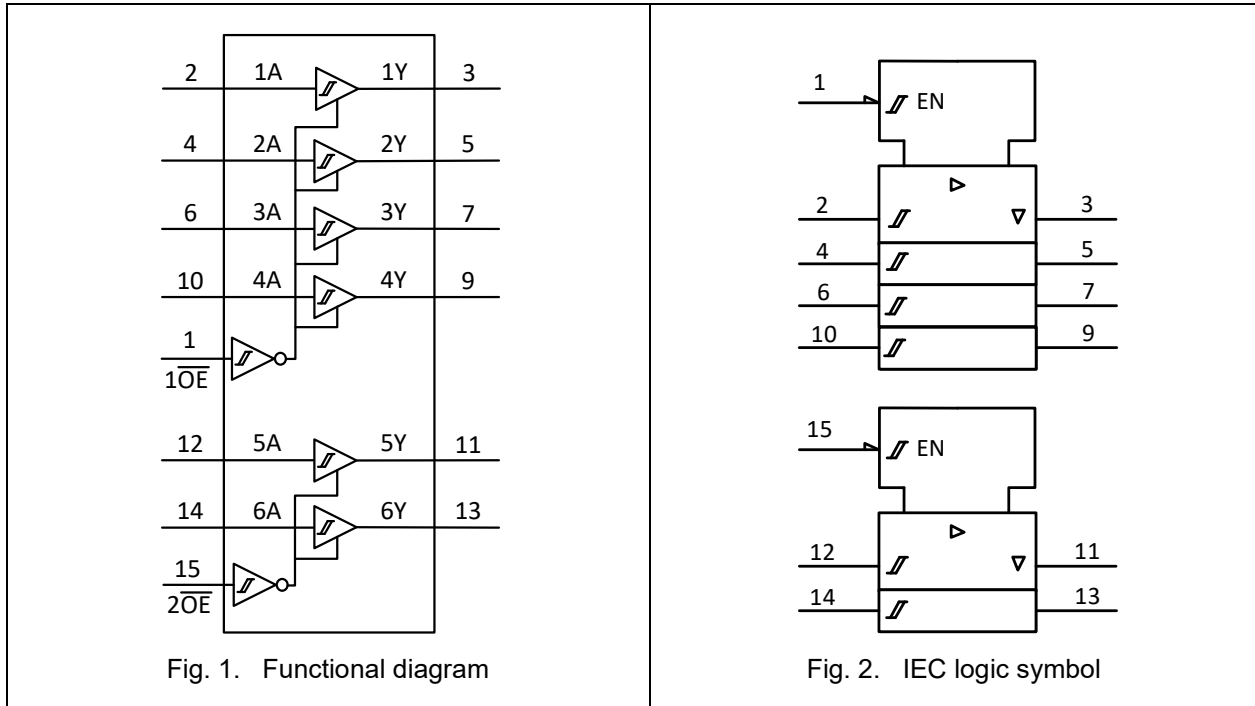 2 1A 1Y 3
4 2A 2Y 5
6 3A 3Y 7
10 4A 4Y 9
1
1O̅E̅
12 5A 5Y 11
14 6A 6Y 13
15
2O̅E̅
Fig. 1. Functional diagram
1
EN
2 3
4 5
6 7
10 9
15
EN
12 11
14 13
Fig. 2. IEC logic symbol